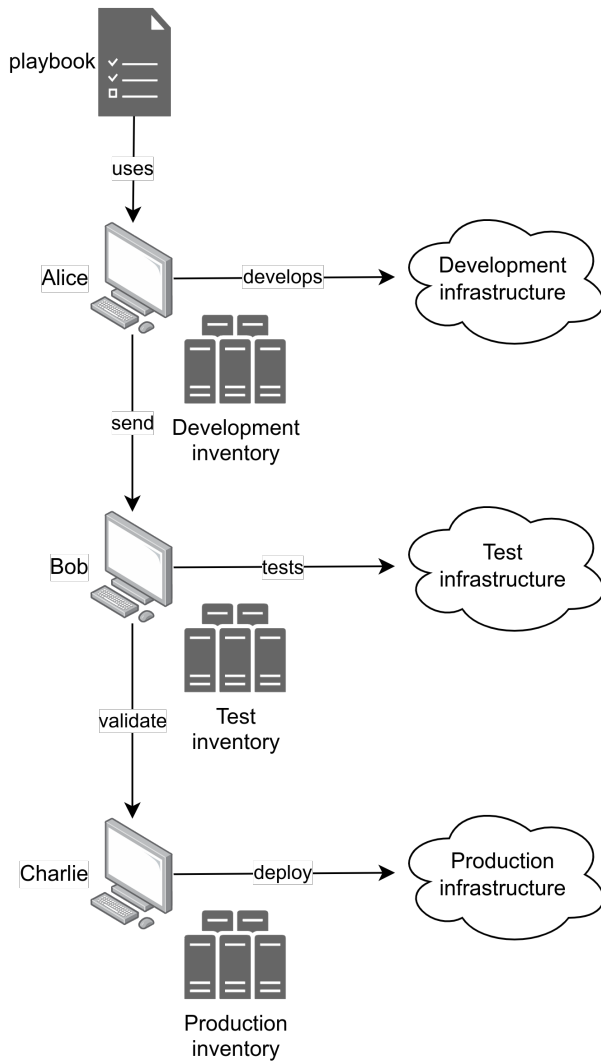 playbook
uses
Alice
develops
Development
infrastructure
Development
inventory
send
Bob
tests
Test
infrastructure
Test
inventory
validate
Charlie
deploy
Production
infrastructure
Production
inventory